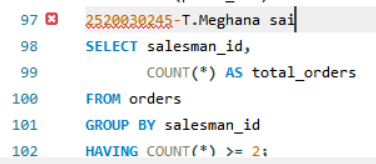 97 2520030245-T.Meghana sai
98 SELECT salesman_id,
99 COUNT(*) AS total_orders
100 FROM orders
101 GROUP BY salesman_id
102 HAVING COUNT(*) >= 2;